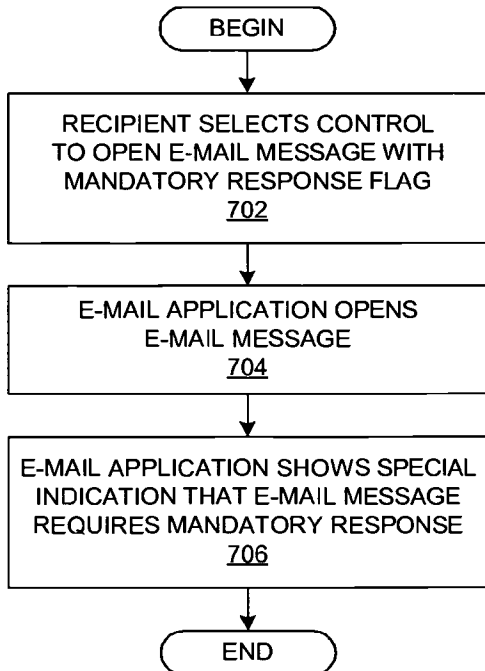 BEGIN
RECIPIENT SELECTS CONTROL
TO OPEN E-MAIL MESSAGE WITH
MANDATORY RESPONSE FLAG
702
E-MAIL APPLICATION OPENS
E-MAIL MESSAGE
704
E-MAIL APPLICATION SHOWS SPECIAL
INDICATION THAT E-MAIL MESSAGE
REQUIRES MANDATORY RESPONSE
706
END